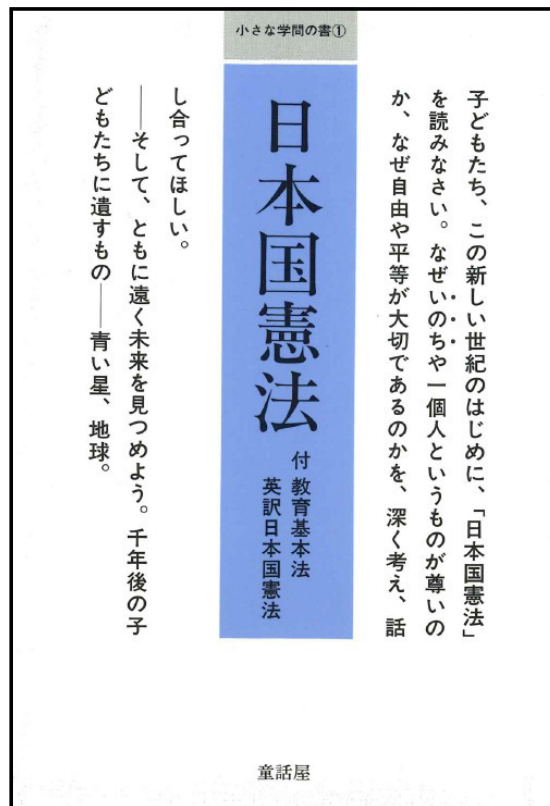 小さな学問の書①
子どもたち、この新しい世紀のはじめに、「日本国憲法」
を読みなさい。なぜいのちや一個人というものが尊いの
か、なぜ自由や平等が大切であるのかを、深く考え、話
日本国憲法
付 教育基本法
英訳日本国憲法
し合ってほしい。
――そして、ともに遠く未来を見つめよう。千年後の子
どもたちに遺すもの――青い星、地球。
童話屋